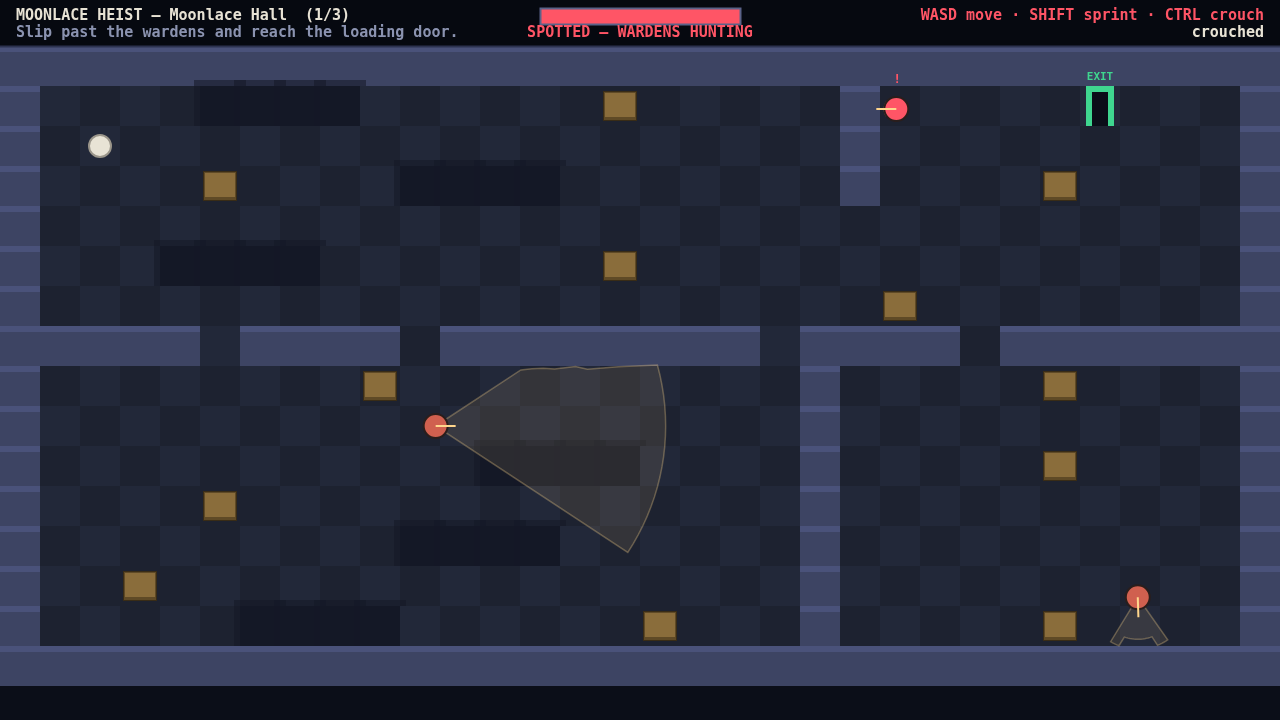 MOONLACE HEIST — Moonlace Hall (1/3)
Slip past the wardens and reach the loading door.
SPOTTED — WARDENS HUNTING
WASD move · SHIFT sprint · CTRL crouch
crouched
!
EXIT